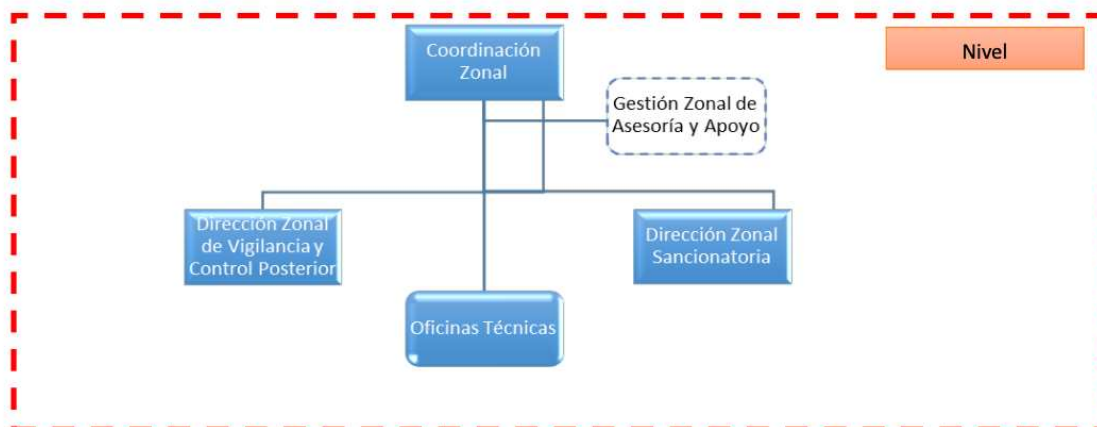 Coordinación
Zonal
Nivel
Gestión Zonal de
Asesoría y Apoyo
Dirección Zonal
de Vigilancia y
Control Posterior
Dirección Zonal
Sancionatoria
Oficinas Técnicas